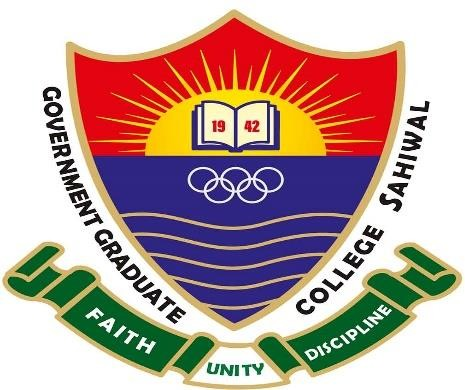 GOVERNMENT GRADUATE
COLLEGE SAHIWAL
19 42
FAITH
UNITY
DISCIPLINE